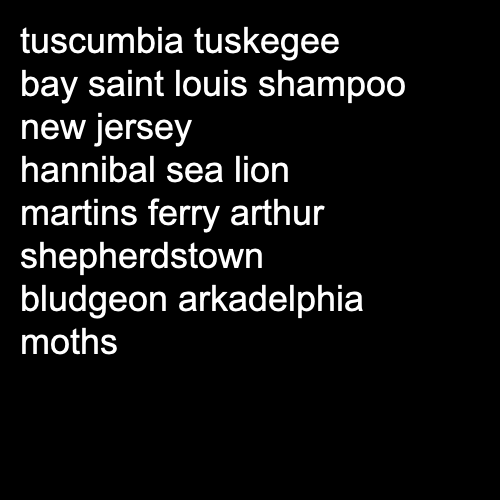 tuscumbia tuskegee
bay saint louis shampoo
new jersey
hannibal sea lion
martins ferry arthur
shepherdstown
bludgeon arkadelphia
moths